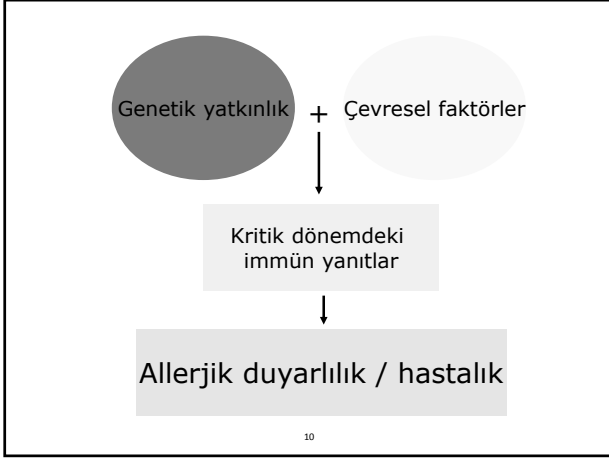 Genetik yatkınlık + Çevresel faktörler
Kritik dönemdeki
immün yanıtlar
Allerjik duyarlılık / hastalık
10